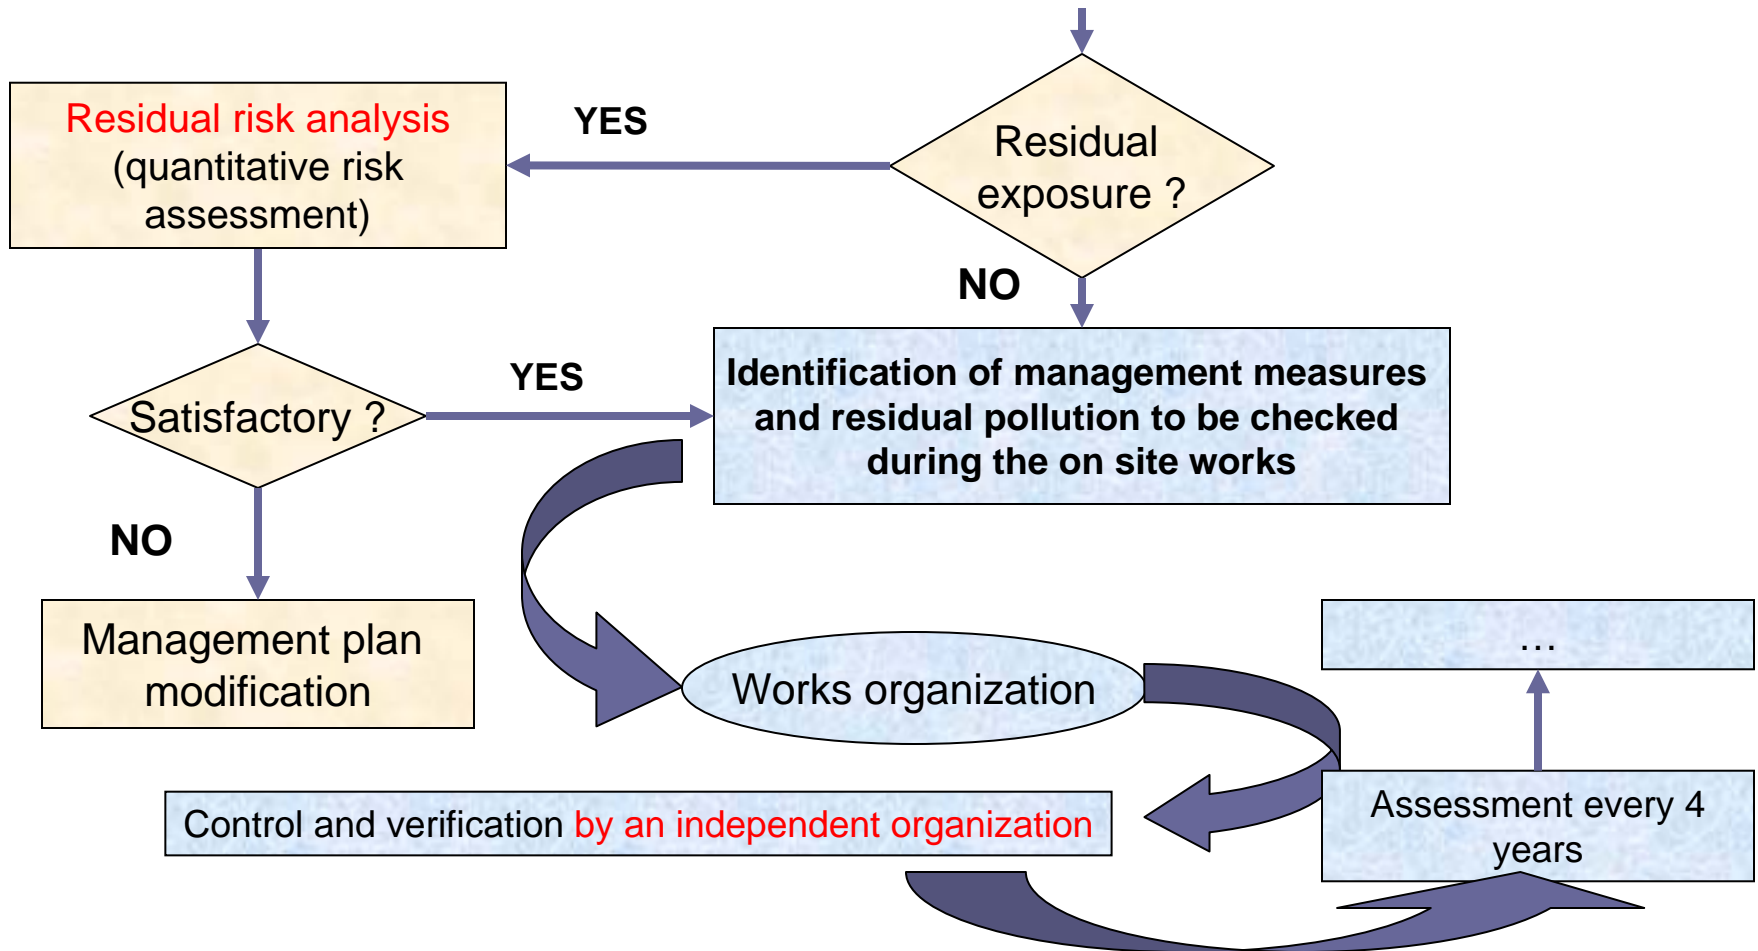 Residual risk analysis
(quantitative risk
assessment)
YES
Residual
exposure ?
NO
Satisfactory ?
YES
Identification of management measures
and residual pollution to be checked
during the on site works
NO
Management plan
modification
Works organization
…
Control and verification by an independent organization
Assessment every 4
years